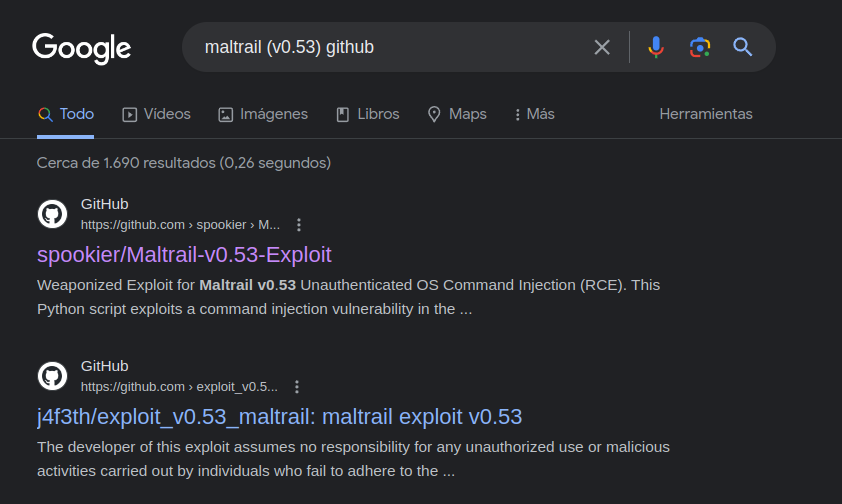 Google
maltrail (v0.53) github
Todo
Vídeos
Imágenes
Libros
Maps
Más
Herramientas
Cerca de 1.690 resultados (0,26 segundos)
GitHub
https://github.com › spookier › M...
spookier/Maltrail-v0.53-Exploit
Weaponized Exploit for Maltrail v0.53 Unauthenticated OS Command Injection (RCE). This
Python script exploits a command injection vulnerability in the ...
GitHub
https://github.com › exploit_v0.5...
j4f3th/exploit_v0.53_maltrail: maltrail exploit v0.53
The developer of this exploit assumes no responsibility for any unauthorized use or malicious
activities carried out by individuals who fail to adhere to the ...